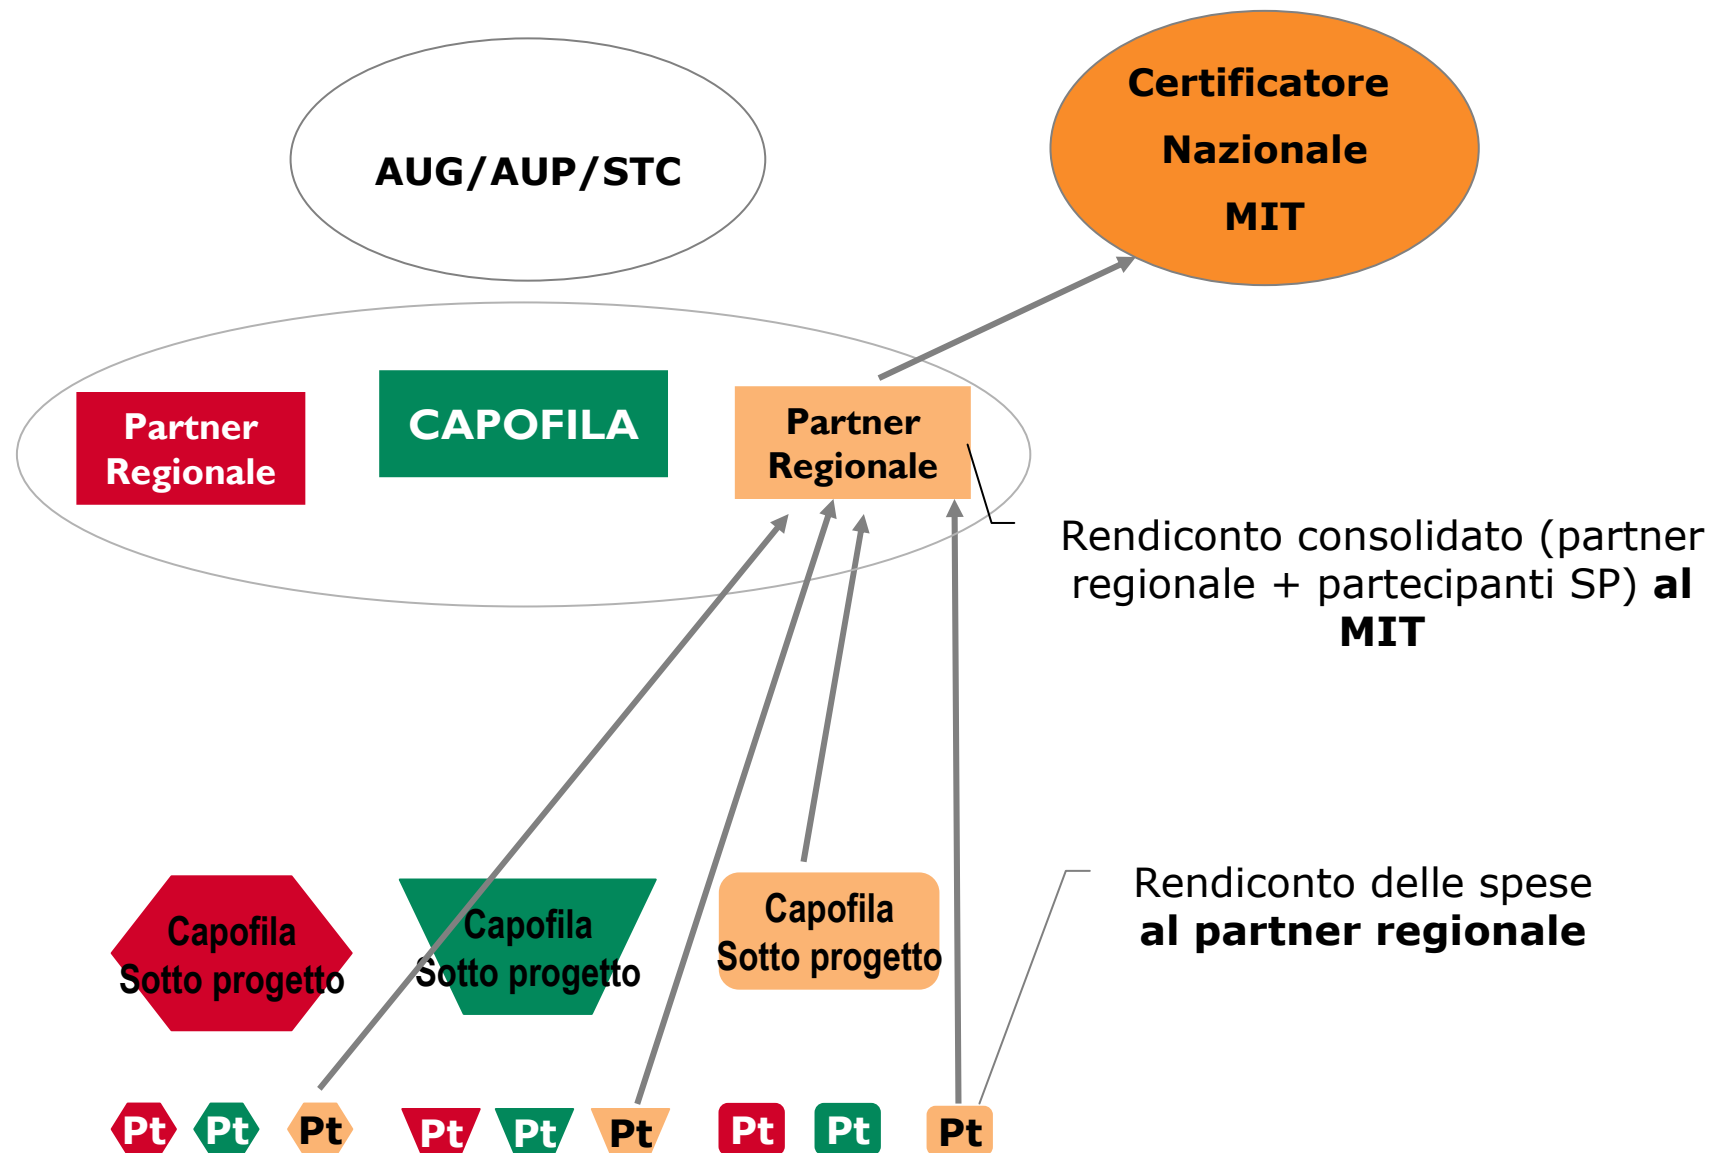 AUG/AUP/STC
Certificatore
Nazionale
MIT
Partner
Regionale
CAPOFILA
Partner
Regionale
Rendiconto consolidato (partner
regionale + partecipanti SP) al
MIT
Capofila
Sotto progetto
Capofila
Sotto progetto
Capofila
Sotto progetto
Rendiconto delle spese
al partner regionale
Pt
Pt
Pt
Pt
Pt
Pt
Pt
Pt
Pt